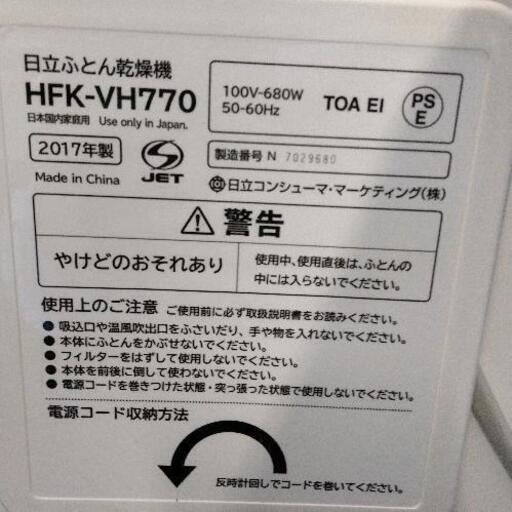 日立ふとん乾燥機
HFK-VH770
日本国内家庭用 Use only in Japan.
2017年製
JET
Made in China
100V-680W
50-60Hz
TOA EI
PS
E
製造番号 N 7029680
日立コンシューマ・マーケティング(株)
警告
やけどのおそれあり
使用中、使用直後は、ふとんの
中には入らないでください。
使用上のご注意 ご使用前に必ず取扱説明書をお読みください。
● 吸込口や温風吹出口をふさいだり、手や物を入れないでください。
● 本体にふとんをかぶせないでください。
● フィルターをはずして使用しないでください。
● 本体を前後に倒して使わないでください。
● 電源コードを巻きつけた状態・突っ張った状態で使用しないでください。
電源コード収納方法
反時計回しでコードを巻いてください。